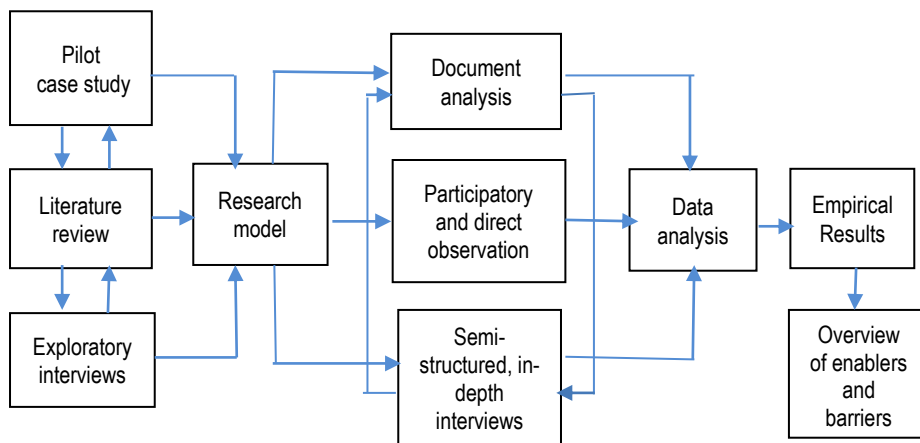 Pilot
case study
Literature
review
Exploratory
interviews
Research
model
Document
analysis
Participatory
and direct
observation
Semi-
structured, in-
depth
interviews
Data
analysis
Empirical
Results
Overview
of enablers
and
barriers